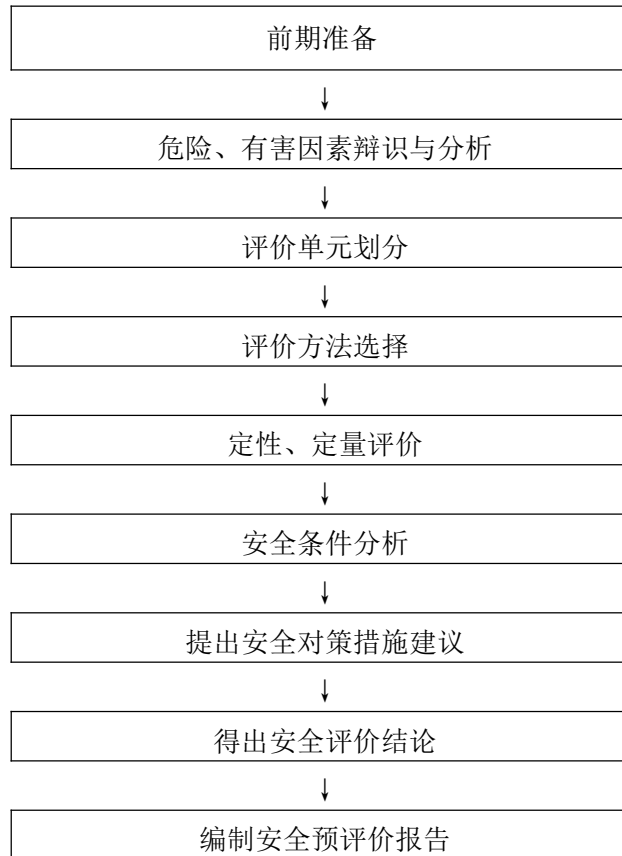 前期准备
↓
危险、有害因素辩识与分析
↓
评价单元划分
↓
评价方法选择
↓
定性、定量评价
↓
安全条件分析
↓
提出安全对策措施建议
↓
得出安全评价结论
↓
编制安全预评价报告